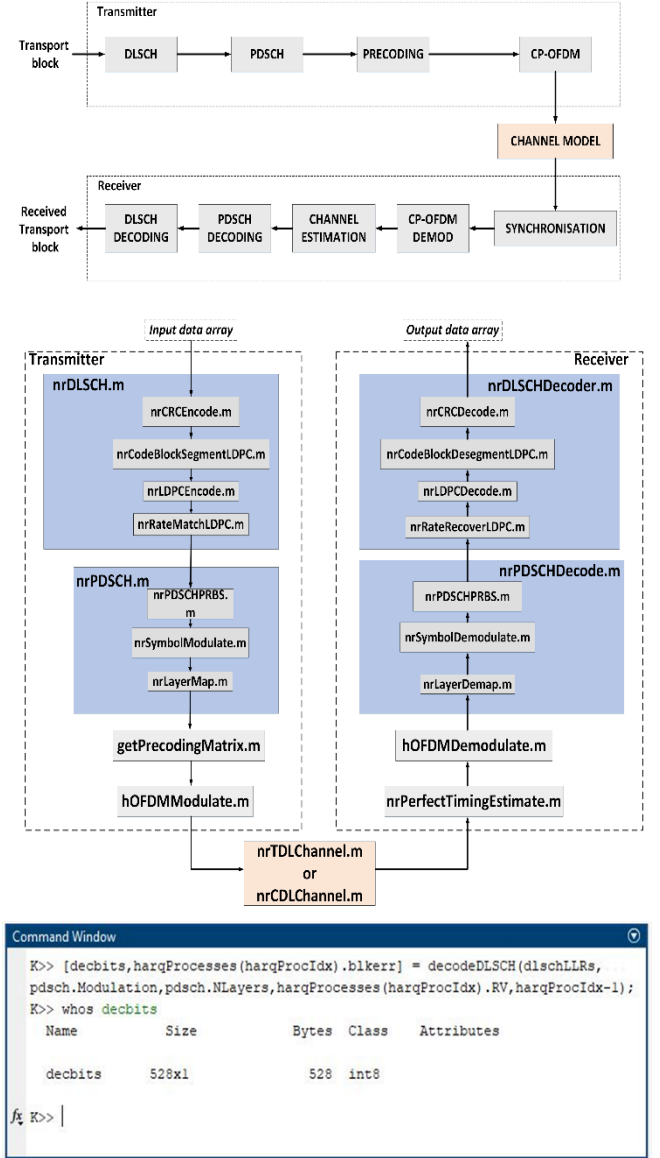 Transmitter
Transport
block
DLSCH
PDSCH
PRECODING
CP-OFDM
CHANNEL MODEL
Receiver
Received
Transport
block
DLSCH
DECODING
PDSCH
DECODING
CHANNEL
ESTIMATION
CP-OFDM
DEMOD
SYNCHRONISATION
Input data array
Transmitter
nrDLSCH.m
nrCRCEncode.m
nrCodeBlockSegmentLDPC.m
nrLDPCEncode.m
nrRateMatchLDPC.m
nrPDSCH.m
nrPDSCHPRBS.
m
nrSymbolModulate.m
nrLayerMap.m
getPrecodingMatrix.m
hOFDMModulate.m
Output data array
Receiver
nrDLSCHDecoder.m
nrCRCDecode.m
nrCodeBlockDesegmentLDPC.m
nrLDPCDecode.m
nrRateRecoverLDPC.m
nrPDSCHDecode.m
nrPDSCHPRBS.m
nrSymbolDemodulate.m
nrLayerDemap.m
hOFDMDemodulate.m
nrPerfectTimingEstimate.m
nrTDLChannel.m
or
nrCDLChannel.m
Command Window
K>> [decbits,harqProcesses(harqProcIdx).blkerr] = decodeDLSCH(dlschLLRs,...
pdsch.Modulation,pdsch.NLayers,harqProcesses(harqProcIdx).RV,harqProcIdx-1);
K>> whos decbits
Name Size Bytes Class Attributes
decbits 528x1 528 int8
fx K>>